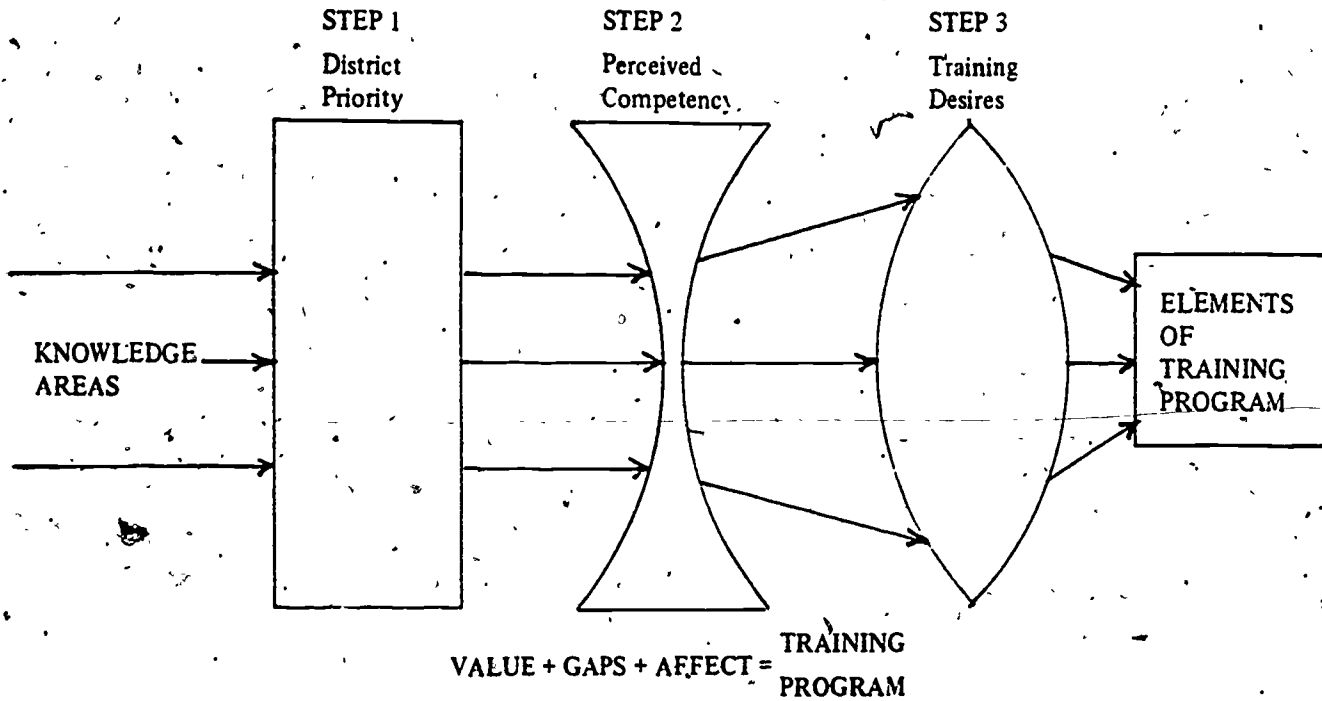 STEP 1
District
Priority
STEP 2
Perceived
Competency
STEP 3
Training
Desires
KNOWLEDGE
AREAS
ELEMENTS
OF
TRAINING
PROGRAM
VALUE + GAPS + AFFECT = TRAINING
PROGRAM